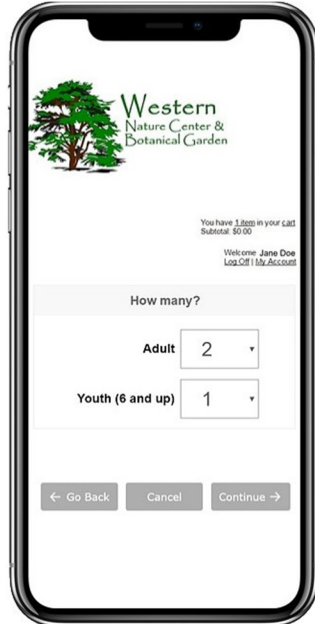 Western
Nature Center &
Botanical Garden
You have 1 item in your cart
Subtotal: $0.00
Welcome Jane Doe
Log Off | My Account
How many?
Adult 2
Youth (6 and up) 1
← Go Back Cancel Continue →